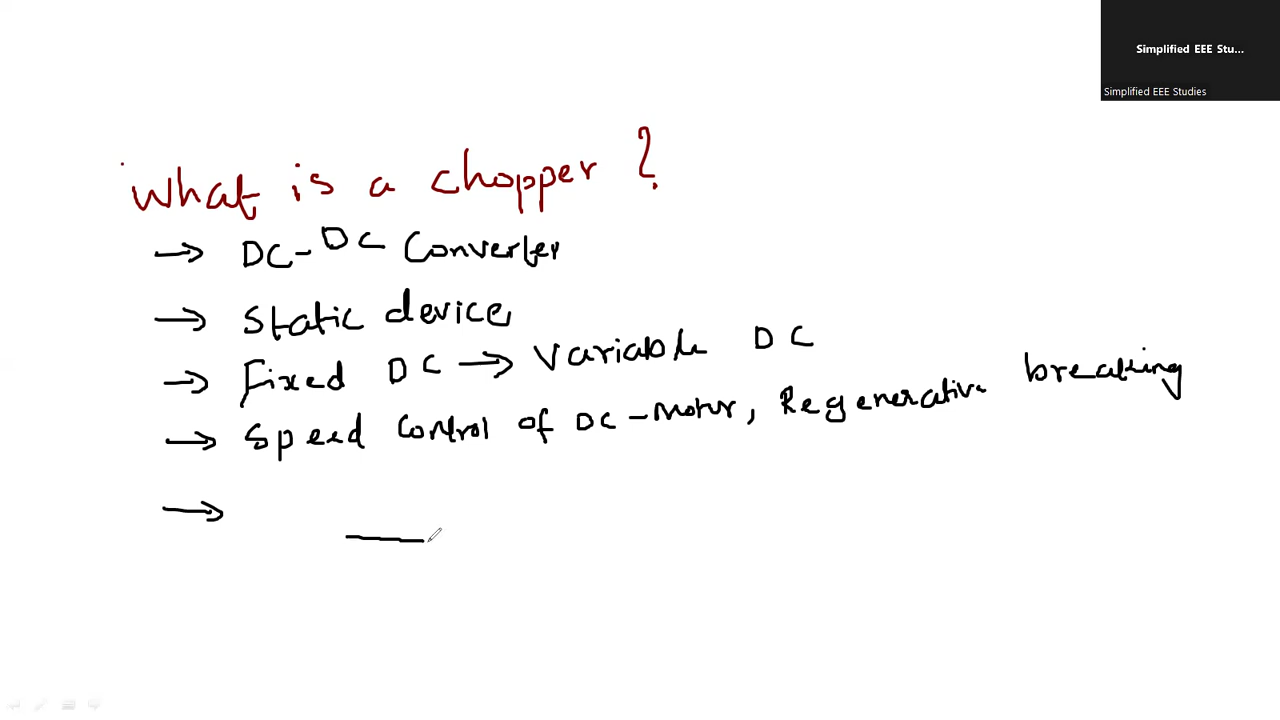 Simplified EEE Stu...
Simplified EEE Studies
What is a chopper ?
→ DC-DC Converter
→ Static device
→ Fixed DC → Variable DC
→ Speed control of DC-Motor, Regenerative breaking
→